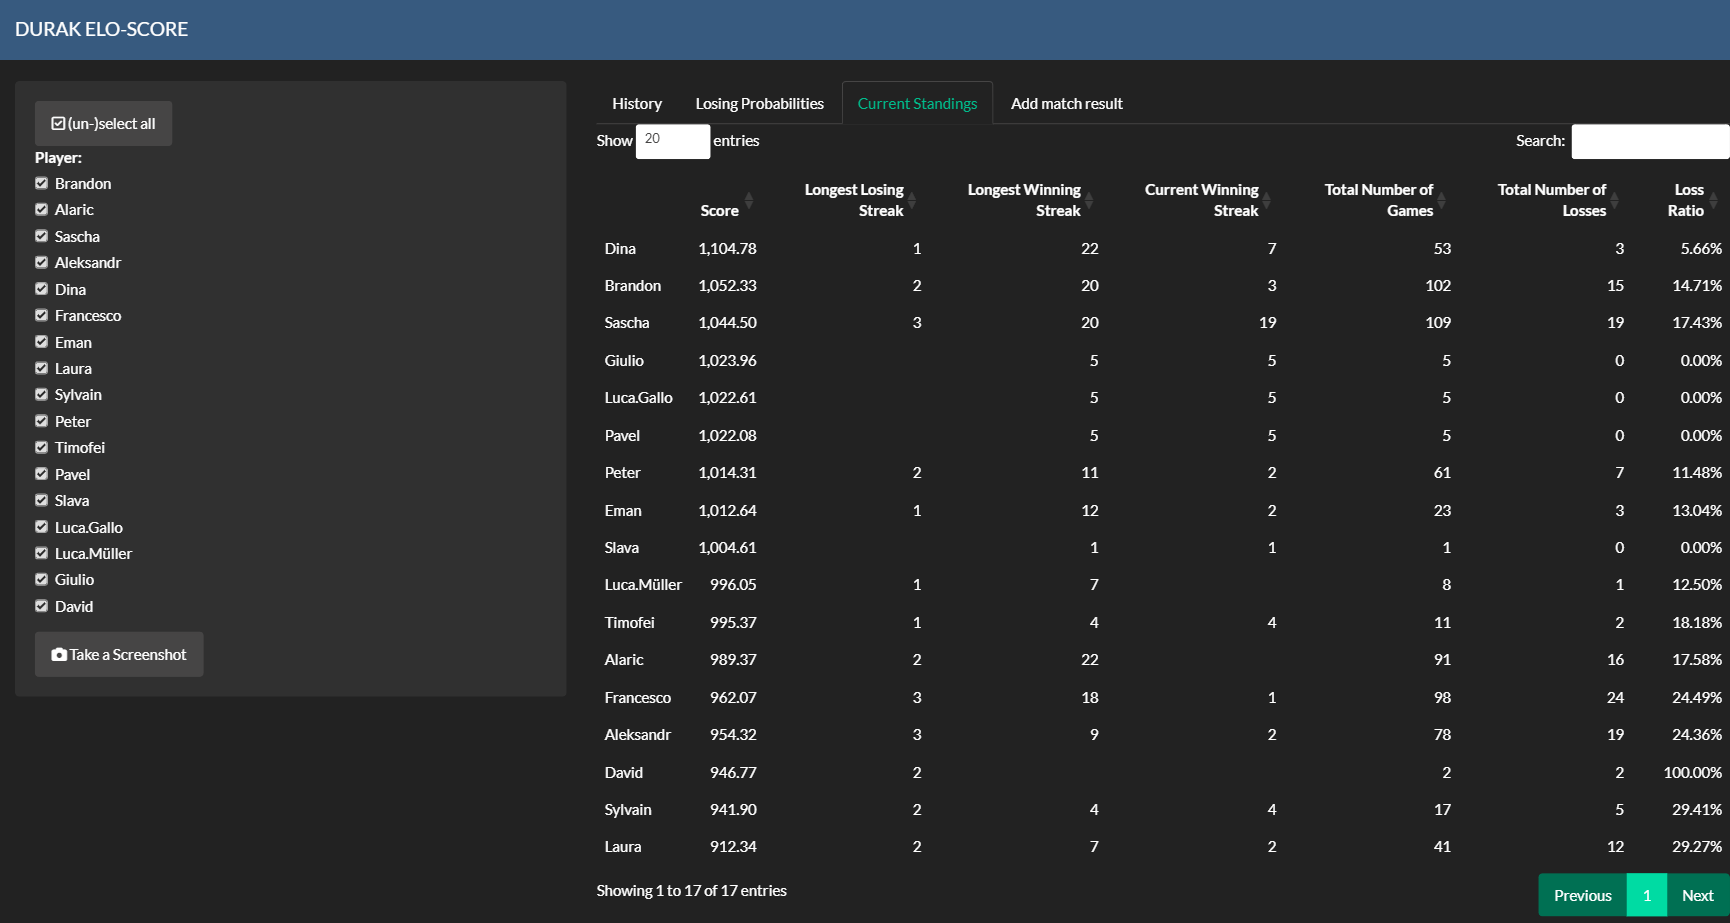 DURAK ELO-SCORE
(un-)select all
Player:
Brandon
Alaric
Sascha
Aleksandr
Dina
Francesco
Eman
Laura
Sylvain
Peter
Timofei
Pavel
Slava
Luca.Gallo
Luca.Müller
Giulio
David
Take a Screenshot
History Losing Probabilities Current Standings Add match result
Show 20 entries Search:
Longest Losing Longest Winning Current Winning Total Number of Total Number of Loss
Score Streak Streak Streak Games Losses Ratio
Dina 1,104.78 1 22 7 53 3 5.66%
Brandon 1,052.33 2 20 3 102 15 14.71%
Sascha 1,044.50 3 20 19 109 19 17.43%
Giulio 1,023.96 5 5 5 0 0.00%
Luca.Gallo 1,022.61 5 5 5 0 0.00%
Pavel 1,022.08 5 5 5 0 0.00%
Peter 1,014.31 2 11 2 61 7 11.48%
Eman 1,012.64 1 12 2 23 3 13.04%
Slava 1,004.61 1 1 1 0 0.00%
Luca.Müller 996.05 1 7 8 1 12.50%
Timofei 995.37 1 4 4 11 2 18.18%
Alaric 989.37 2 22 91 16 17.58%
Francesco 962.07 3 18 1 98 24 24.49%
Aleksandr 954.32 3 9 2 78 19 24.36%
David 946.77 2 2 2 100.00%
Sylvain 941.90 2 4 4 17 5 29.41%
Laura 912.34 2 7 2 41 12 29.27%
Showing 1 to 17 of 17 entries
Previous 1 Next